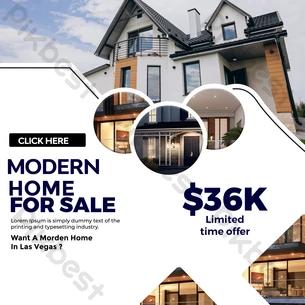 CLICK HERE
MODERN
HOME
FOR SALE
Lorem Ipsum is simply dummy text of the
printing and typesetting industry.
Want A Morden Home
In Las Vegas ?
$36K
Limited
time offer
pikbest